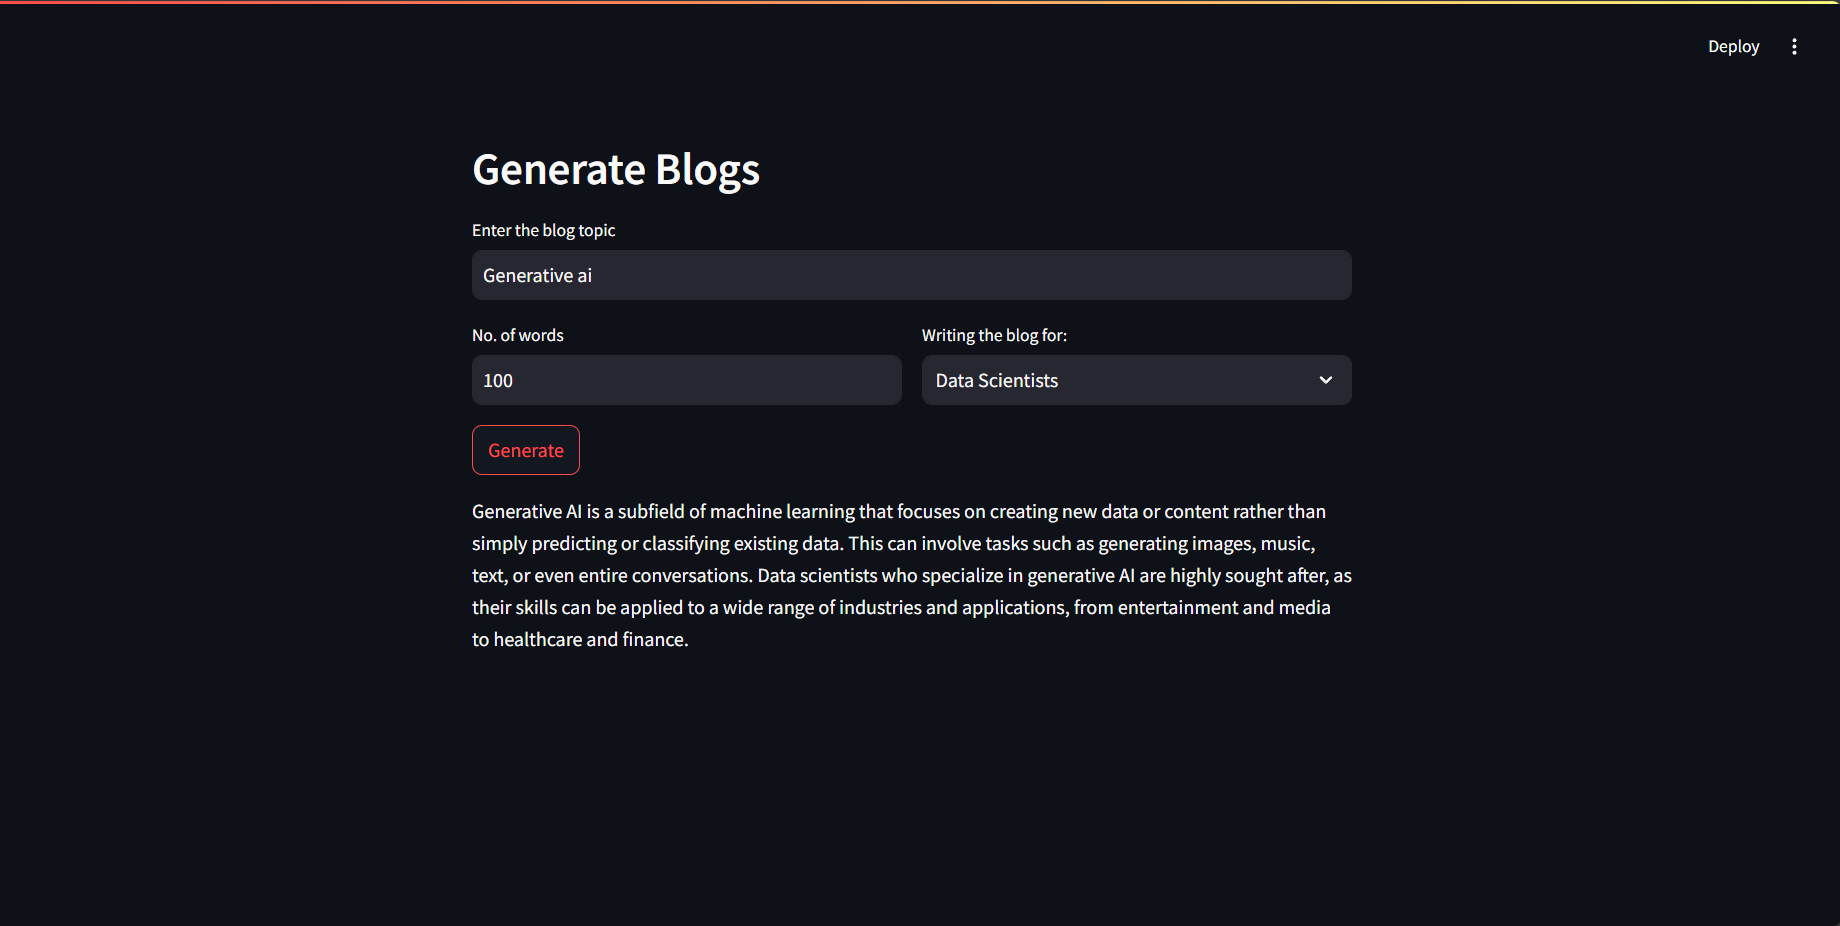 Deploy
Generate Blogs
Enter the blog topic
Generative ai
No. of words
Writing the blog for:
100
Data Scientists
Generate
Generative AI is a subfield of machine learning that focuses on creating new data or content rather than
simply predicting or classifying existing data. This can involve tasks such as generating images, music,
text, or even entire conversations. Data scientists who specialize in generative AI are highly sought after, as
their skills can be applied to a wide range of industries and applications, from entertainment and media
to healthcare and finance.